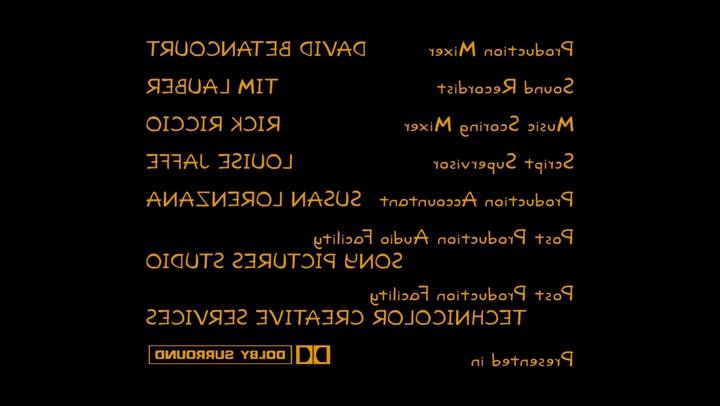 Production Mixer DAVID BETANCOURT
Sound Recordist TIM LAUBER
Music Scoring Mixer RICK RICCIO
Script Supervisor LOUISE JAFFE
Production Accountant SUSAN LORENZANA
Post Production Audio Facility
SONY PICTURES STUDIO
Post Production Facility
TECHNICOLOR CREATIVE SERVICES
Presented in DOLBY SURROUND